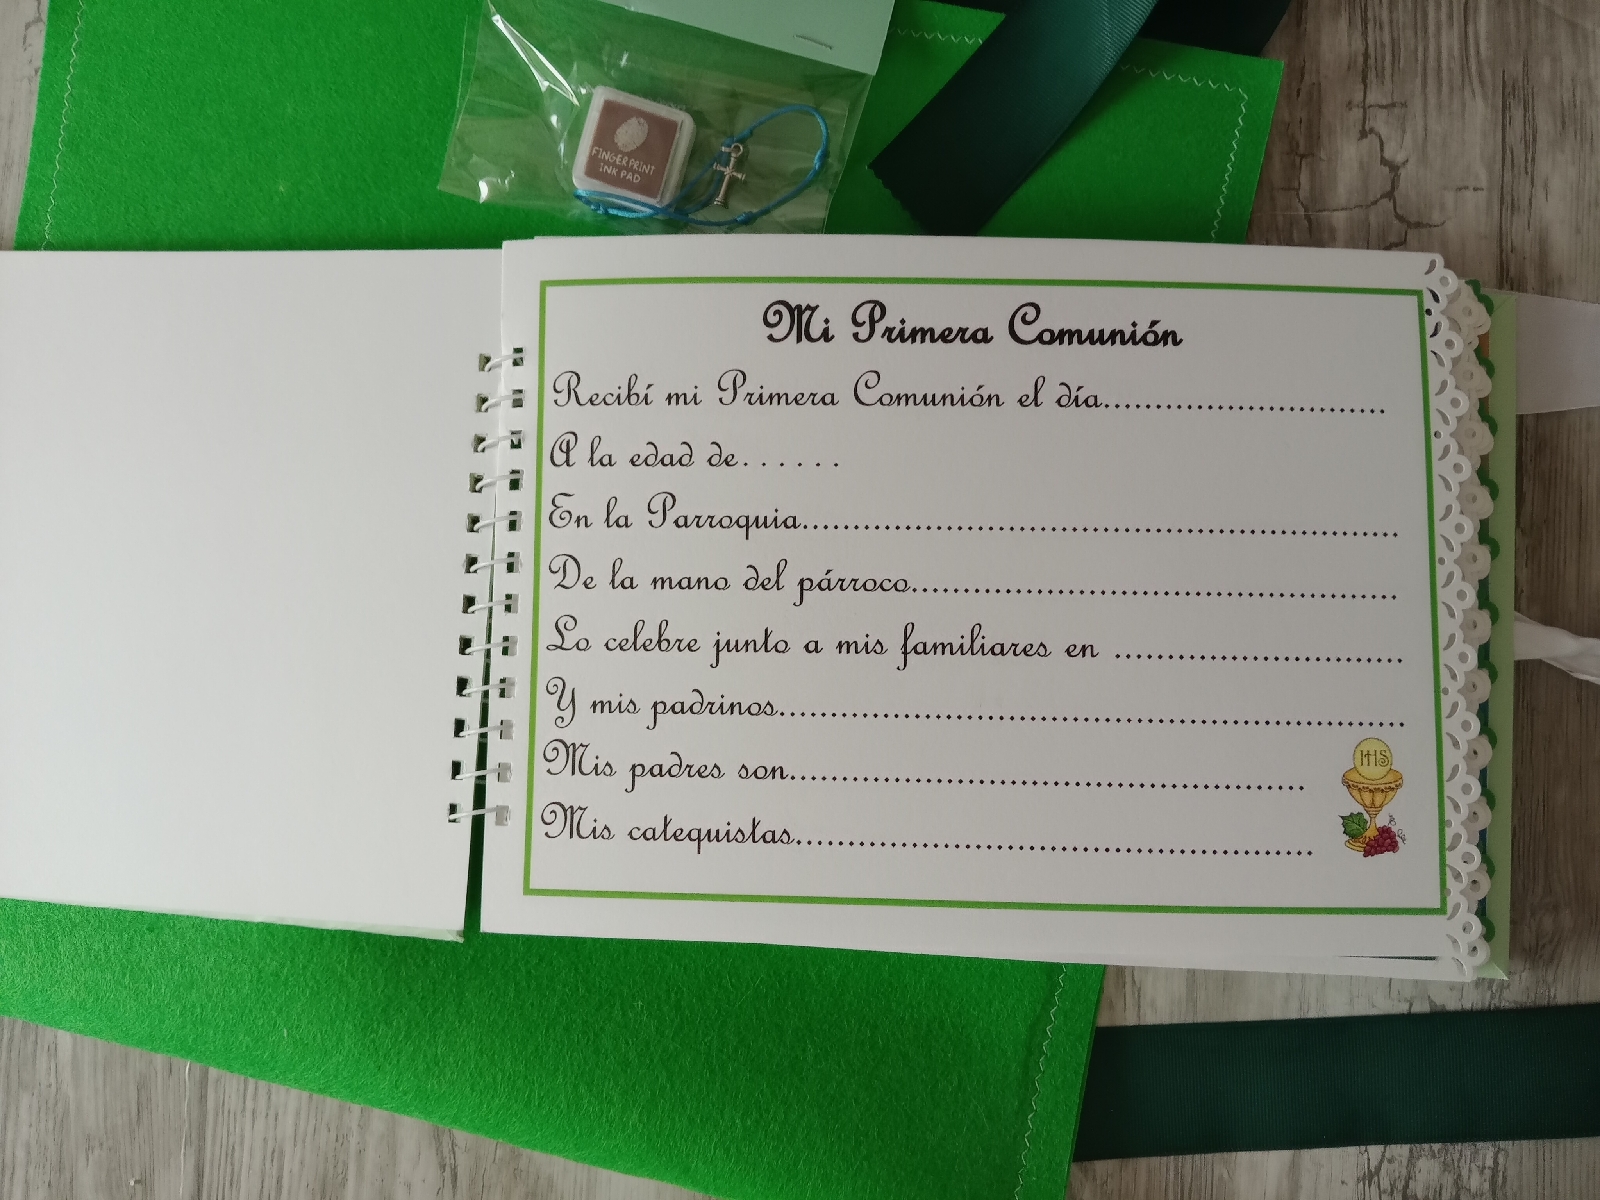 FINGERPRINT
INK PAD
Mi Primera Comunión
Recibí mi Primera Comunión el día............................
A la edad de......
En la Parroquia............................................................
De la mano del párroco................................................
Lo celebre junto a mis familiares en .............................
Y mis padrinos..............................................................
Mis padres son...................................................
IHS
Mis catequistas...................................................